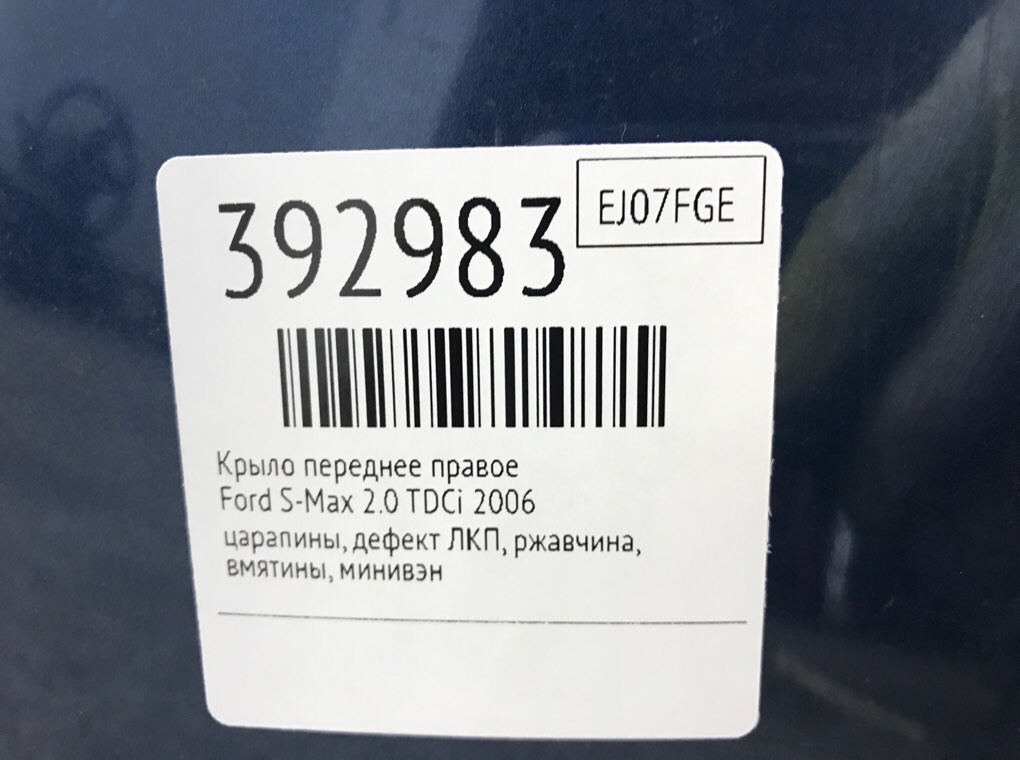 392983
EJ07FGE
Крыло переднее правое
Ford S-Max 2.0 TDCi 2006
царапины, дефект ЛКП, ржавчина,
вмятины, минивэн